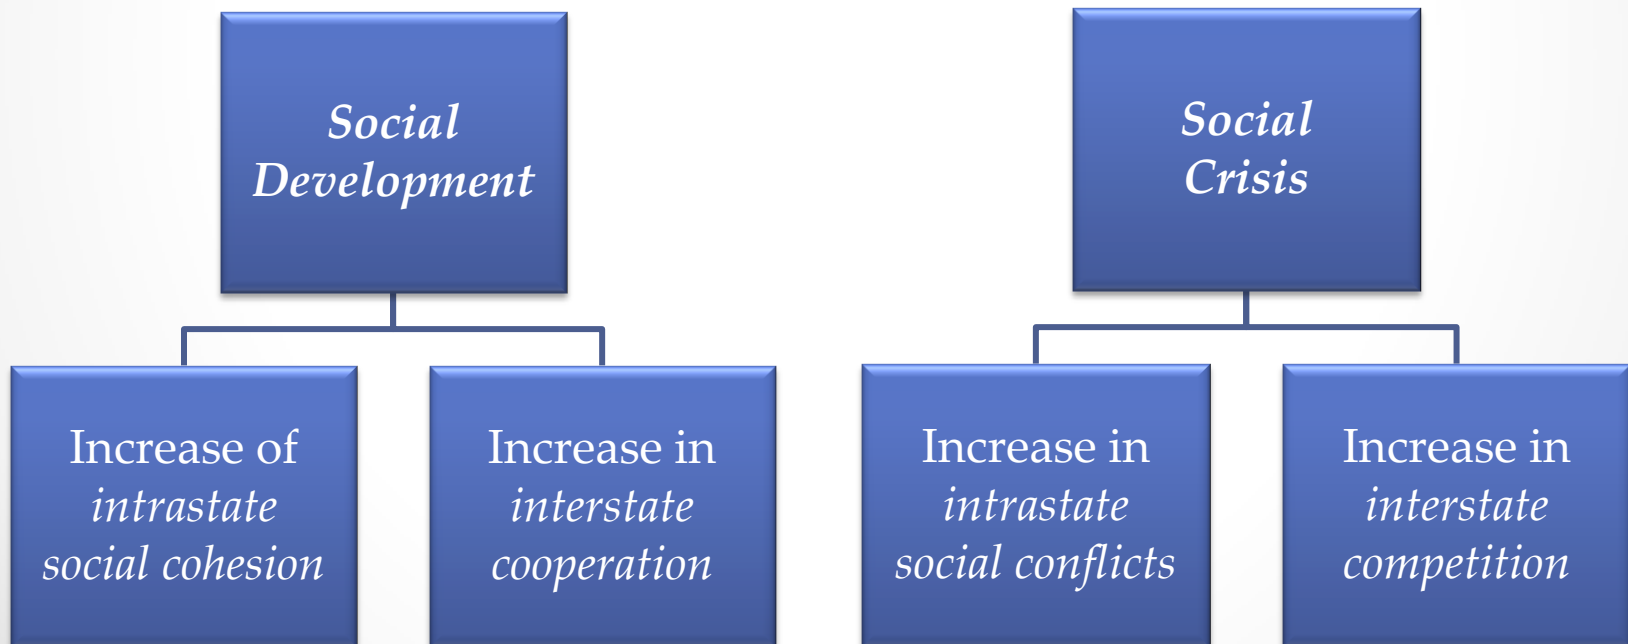 Social
Development
Social
Crisis
Increase of
intrastate
social cohesion
Increase in
interstate
cooperation
Increase in
intrastate
social conflicts
Increase in
interstate
competition